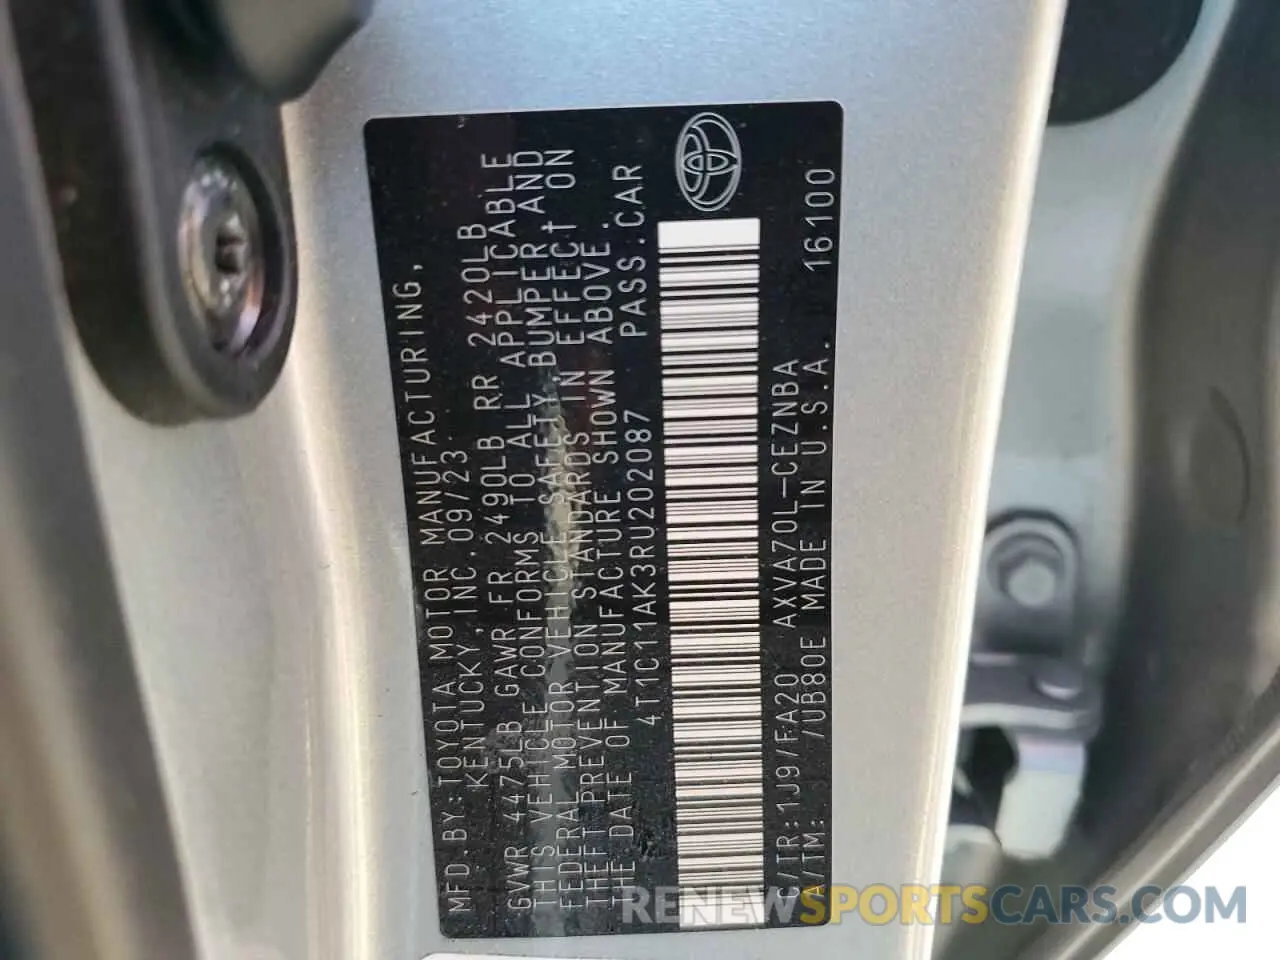 MFD.BY:TOYOTA MOTOR MANUFACTURING,
KENTUCKY,INC.09/23
GVWR 4475LB GAWR FR 2490LB RR 2420LB
THIS VEHICLE CONFORMS TO ALL APPLICABLE
FEDERAL MOTOR VEHICLE SAFETY,BUMPER,AND
THEFT PREVENTION STANDARDS IN EFFECT ON
THE DATE OF MANUFACTURE SHOWN ABOVE.
4T1C11AK3RU202087 PASS.CAR
C/TR:1J9/FA20 AXVA70L-CEZNBA
A/TM: /UB80E MADE IN U.S.A. 16100
RENEWSPORTSCARS.COM